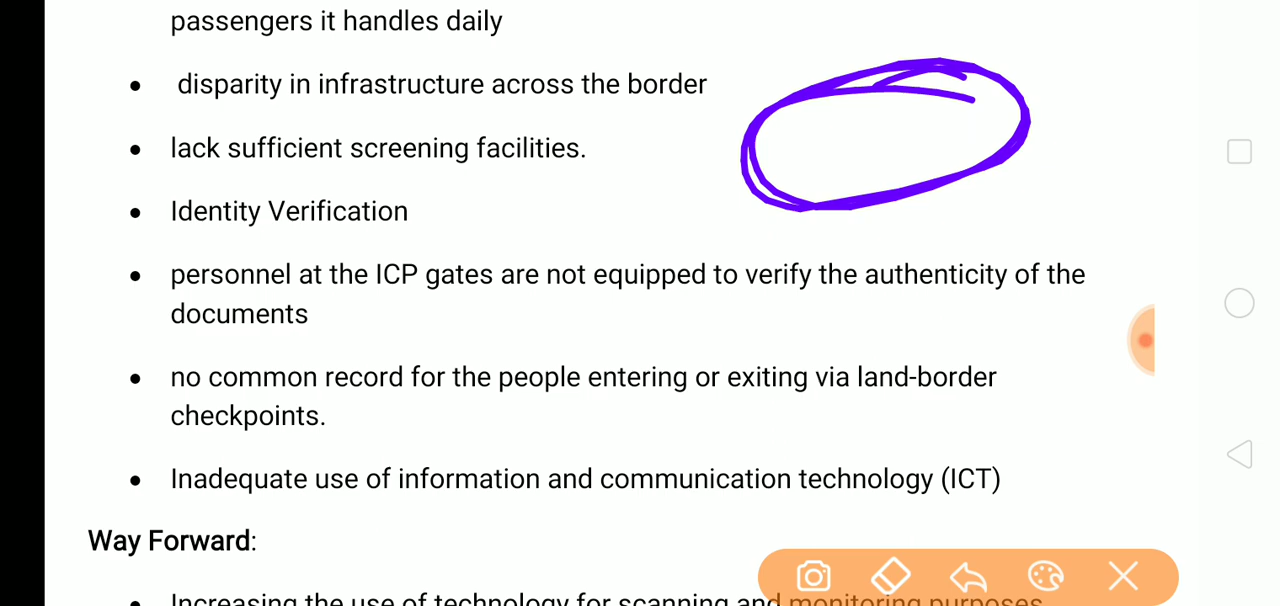 passengers it handles daily
• disparity in infrastructure across the border
• lack sufficient screening facilities.
• Identity Verification
• personnel at the ICP gates are not equipped to verify the authenticity of the
documents
• no common record for the people entering or exiting via land-border
checkpoints.
• Inadequate use of information and communication technology (ICT)
Way Forward:
• Increasing the use of technology for scanning and monitoring purposes